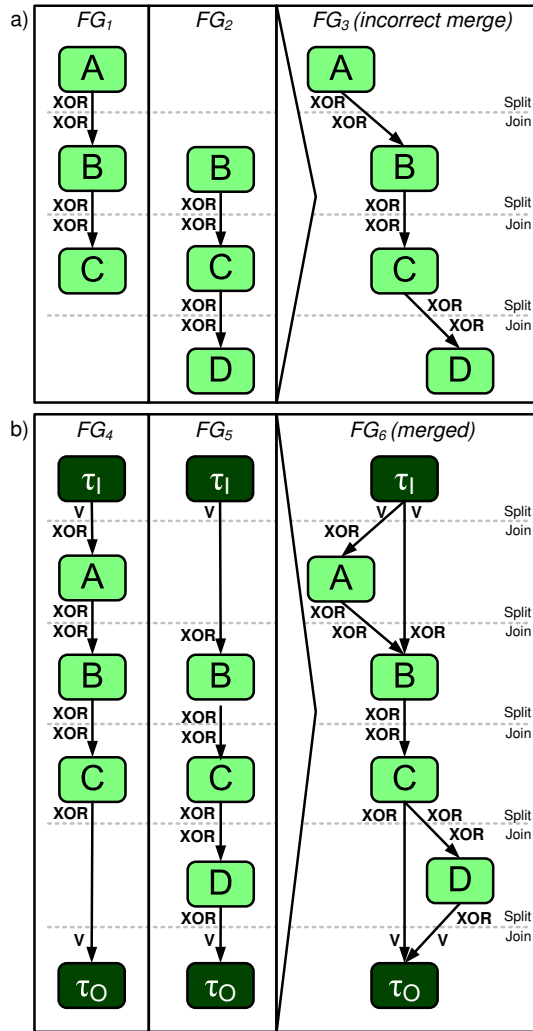 a) FG1 FG2 FG3 (incorrect merge)
A A
XOR XOR Split
XOR XOR Join
B B B
XOR XOR XOR Split
XOR XOR XOR Join
C C C
XOR XOR Split
XOR XOR Join
D D
b) FG4 FG5 FG6 (merged)
τI τI τI
V V V V Split
XOR XOR Join
A A
XOR XOR Split
XOR XOR XOR XOR Join
B B B
XOR XOR XOR Split
XOR XOR XOR Join
C C C
XOR XOR XOR XOR Split
XOR XOR Join
D D
XOR XOR Split
V V V V Join
τO τO τO